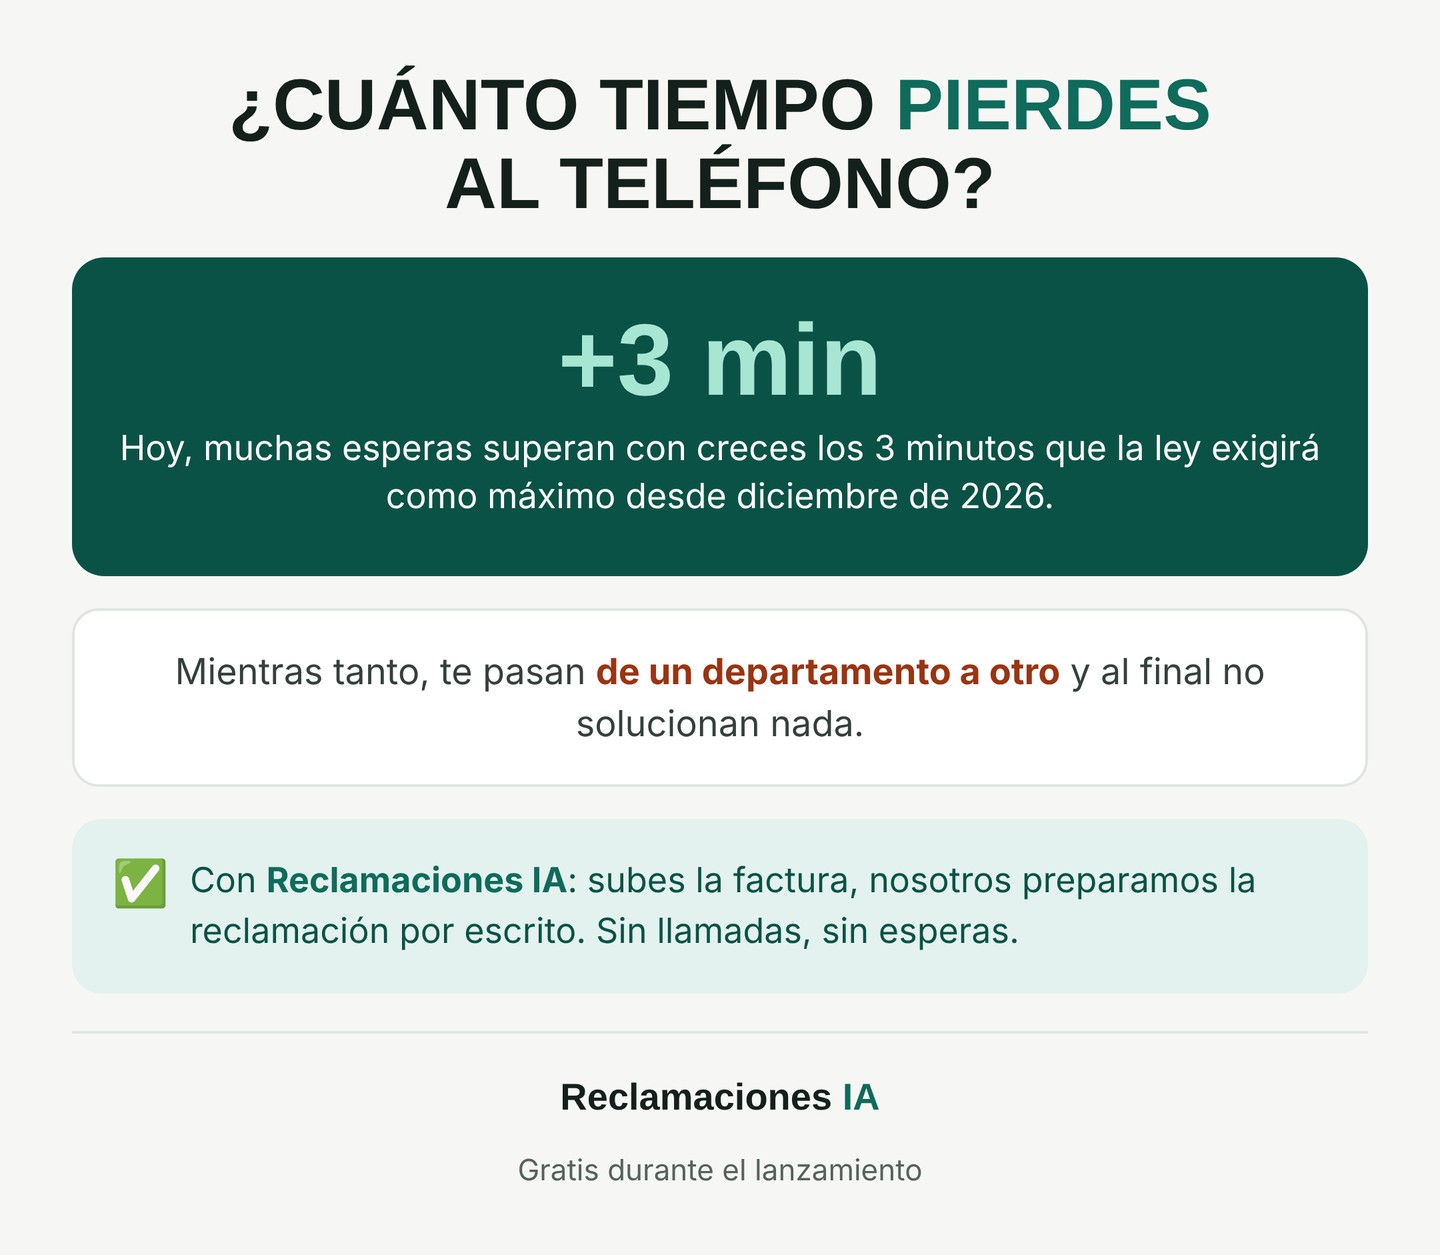 ¿CUÁNTO TIEMPO PIERDES
AL TELÉFONO?
+3 min
Hoy, muchas esperas superan con creces los 3 minutos que la ley exigirá
como máximo desde diciembre de 2026.
Mientras tanto, te pasan de un departamento a otro y al final no
solucionan nada.
Con Reclamaciones IA: subes la factura, nosotros preparamos la
reclamación por escrito. Sin llamadas, sin esperas.
Reclamaciones IA
Gratis durante el lanzamiento